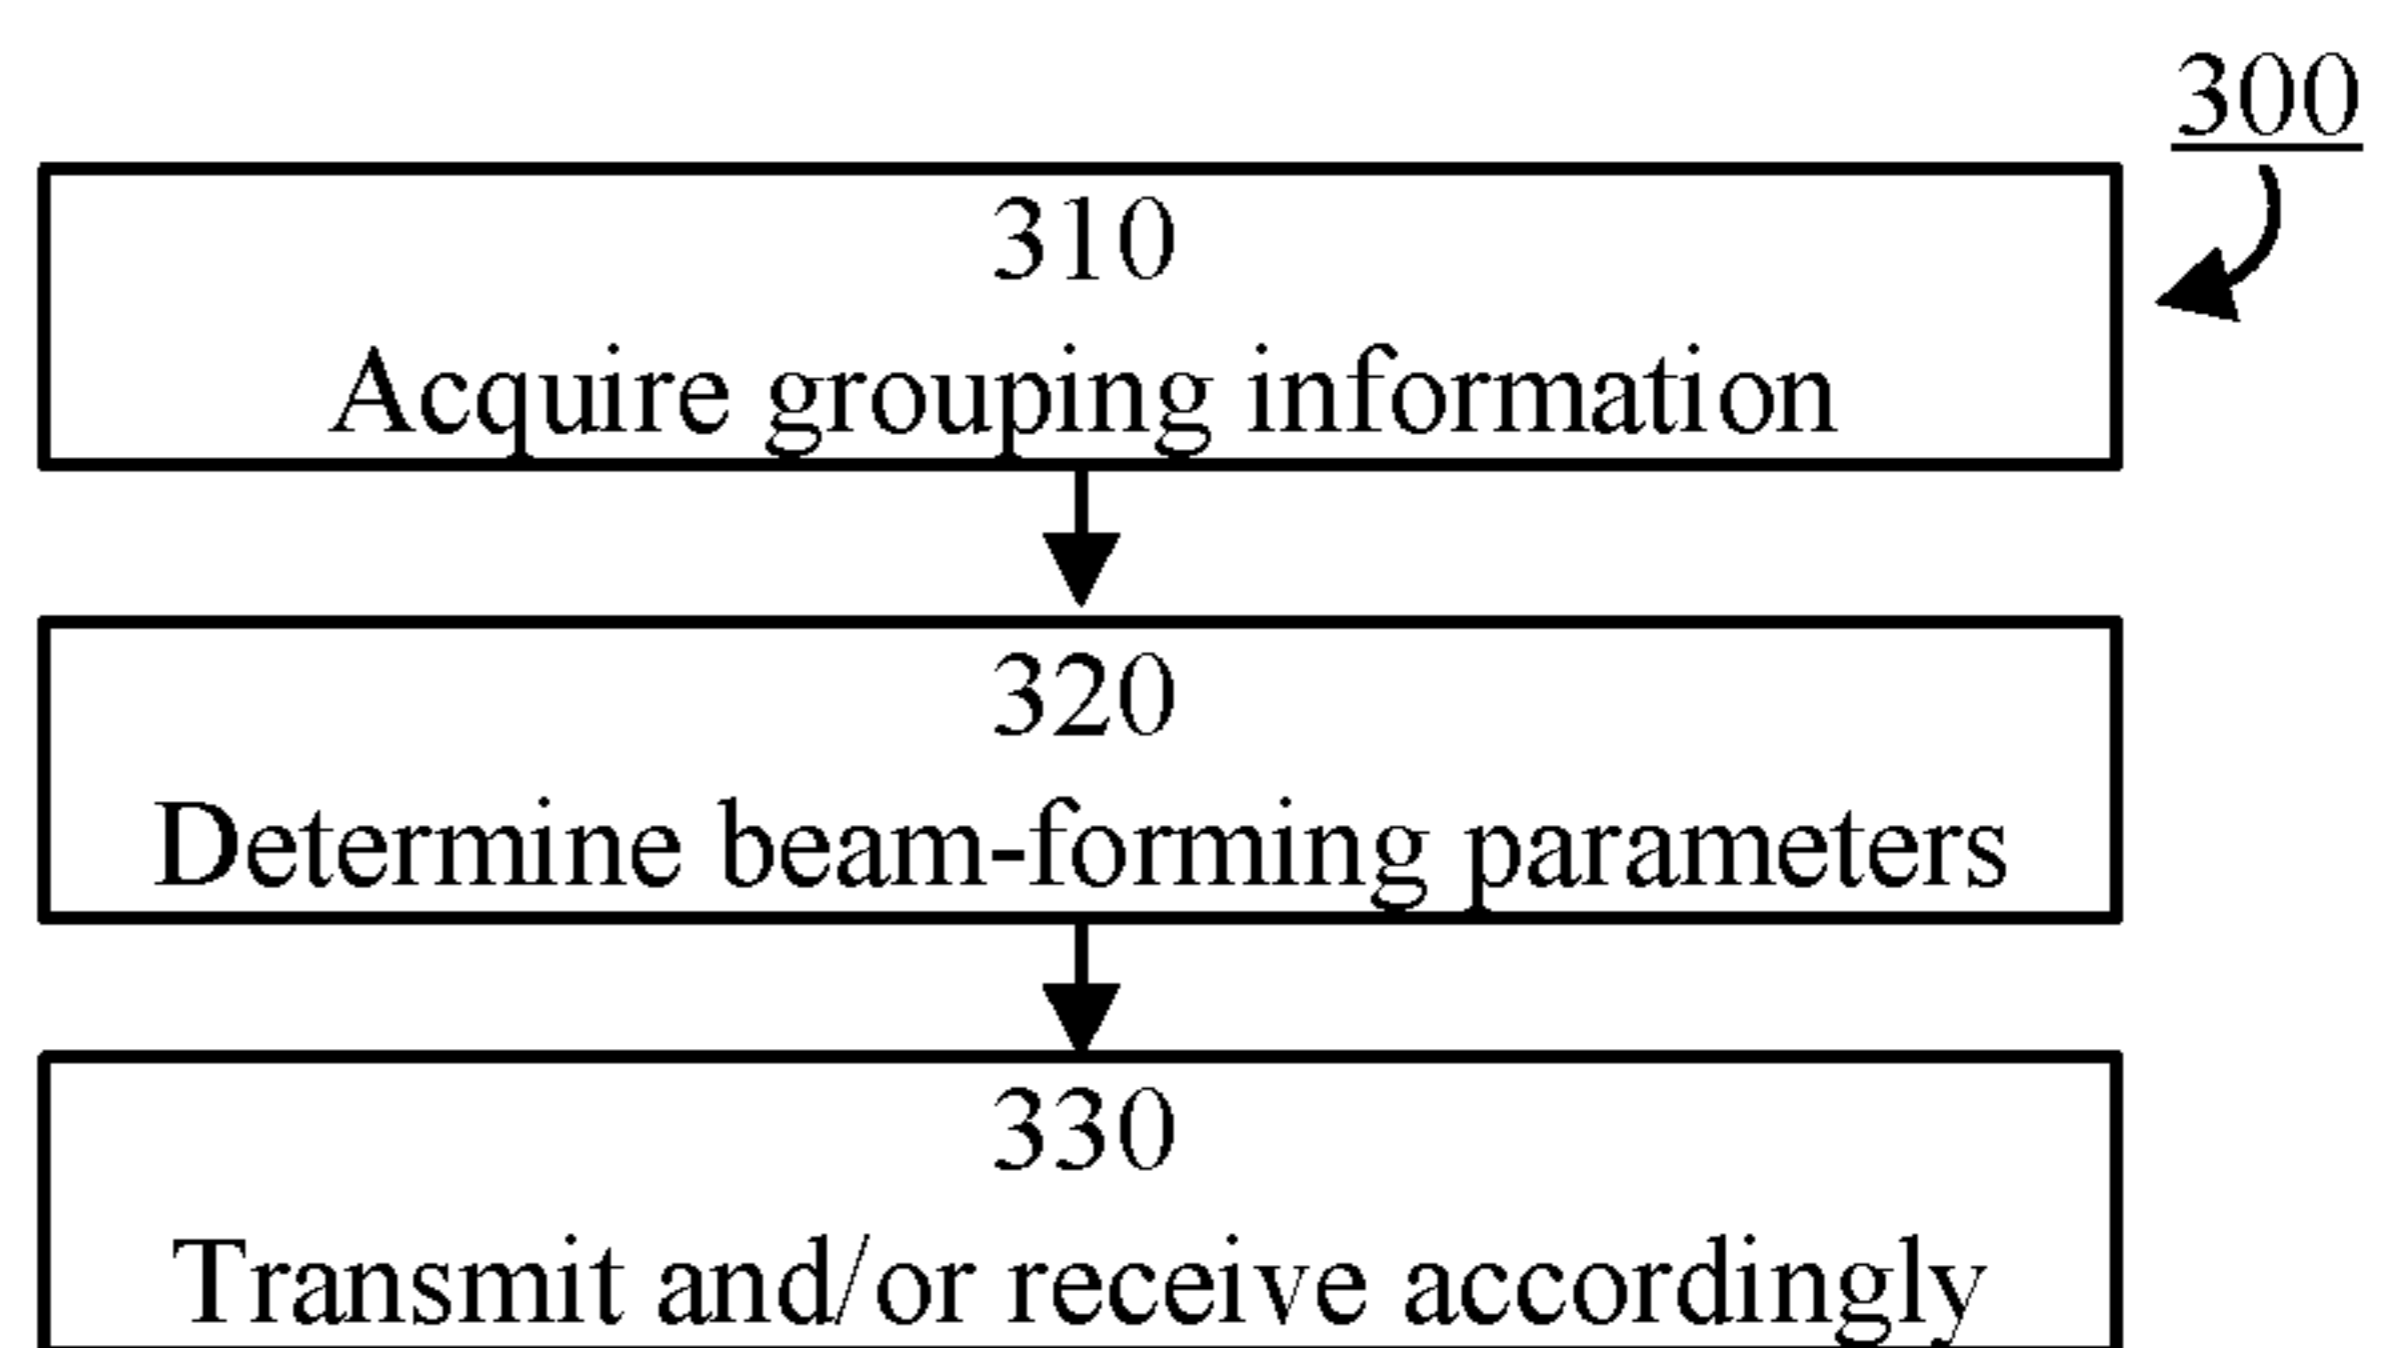 300
310
Acquire grouping information
320
Determine beam-forming parameters
330
Transmit and/or receive accordingly